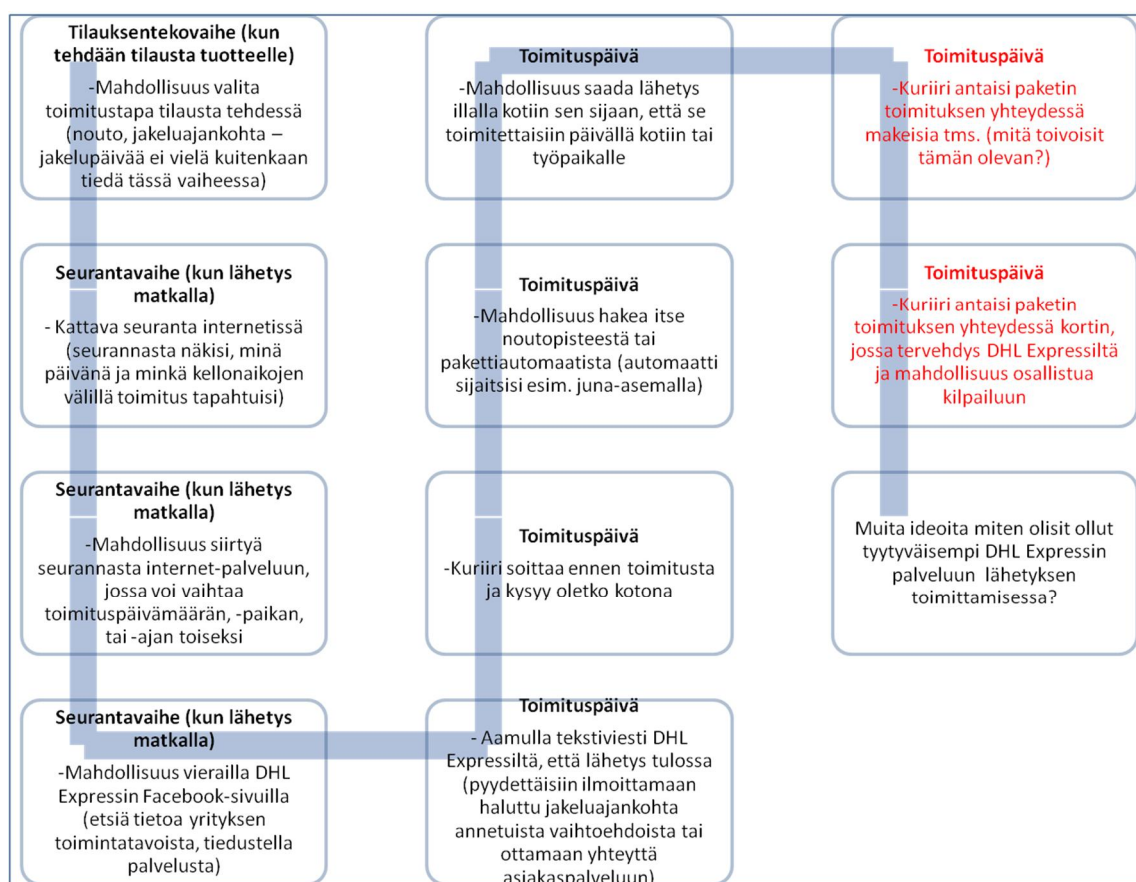 Tilauksentekovaihe (kun
tehdään tilausta tuotteelle)
-Mahdollisuus valita
toimitustapa tilausta tehdessä
(nouto, jakeluajankohta –
jakelupäivää ei vielä kuitenkaan
tiedä tässä vaiheessa)
Seurantavaihe (kun lähetys
matkalla)
- Kattava seuranta internetissä
(seurannasta näkisi, minä
päivänä ja minkä kellonaikojen
välillä toimitus tapahtuisi)
Seurantavaihe (kun lähetys
matkalla)
-Mahdollisuus siirtyä
seurannasta internet-palveluun,
jossa voi vaihtaa
toimituspäivämäärän, -paikan,
tai -ajan toiseksi
Seurantavaihe (kun lähetys
matkalla)
-Mahdollisuus vierailla DHL
Expressin Facebook-sivuilla
(etsiä tietoa yrityksen
toimintatavoista, tiedustella
palvelusta)
Toimituspäivä
- Aamulla tekstiviesti DHL
Expressiltä, että lähetys tulossa
(pyydettäisiin ilmoittamaan
haluttu jakeluajankohta
annetuista vaihtoehdoista tai
ottamaan yhteyttä
asiakaspalveluun)
Toimituspäivä
-Kuriiri soittaa ennen toimitusta
ja kysyy oletko kotona
Toimituspäivä
-Mahdollisuus hakea itse
noutopisteestä tai
pakettiautomaatista (automaatti
sijaitsisi esim. juna-asemalla)
Toimituspäivä
-Mahdollisuus saada lähetys
illalla kotiin sen sijaan, että se
toimitettaisiin päivällä kotiin tai
työpaikalle
Toimituspäivä
-Kuriiri antaisi paketin
toimituksen yhteydessä
makeisia tms. (mitä toivoisit
tämän olevan?)
Toimituspäivä
-Kuriiri antaisi paketin
toimituksen yhteydessä kortin,
jossa tervehdys DHL Expressiltä
ja mahdollisuus osallistua
kilpailuun
Muita ideoita miten olisit ollut
tyytyväisempi DHL Expressin
palveluun lähetyksen
toimittamisessa?